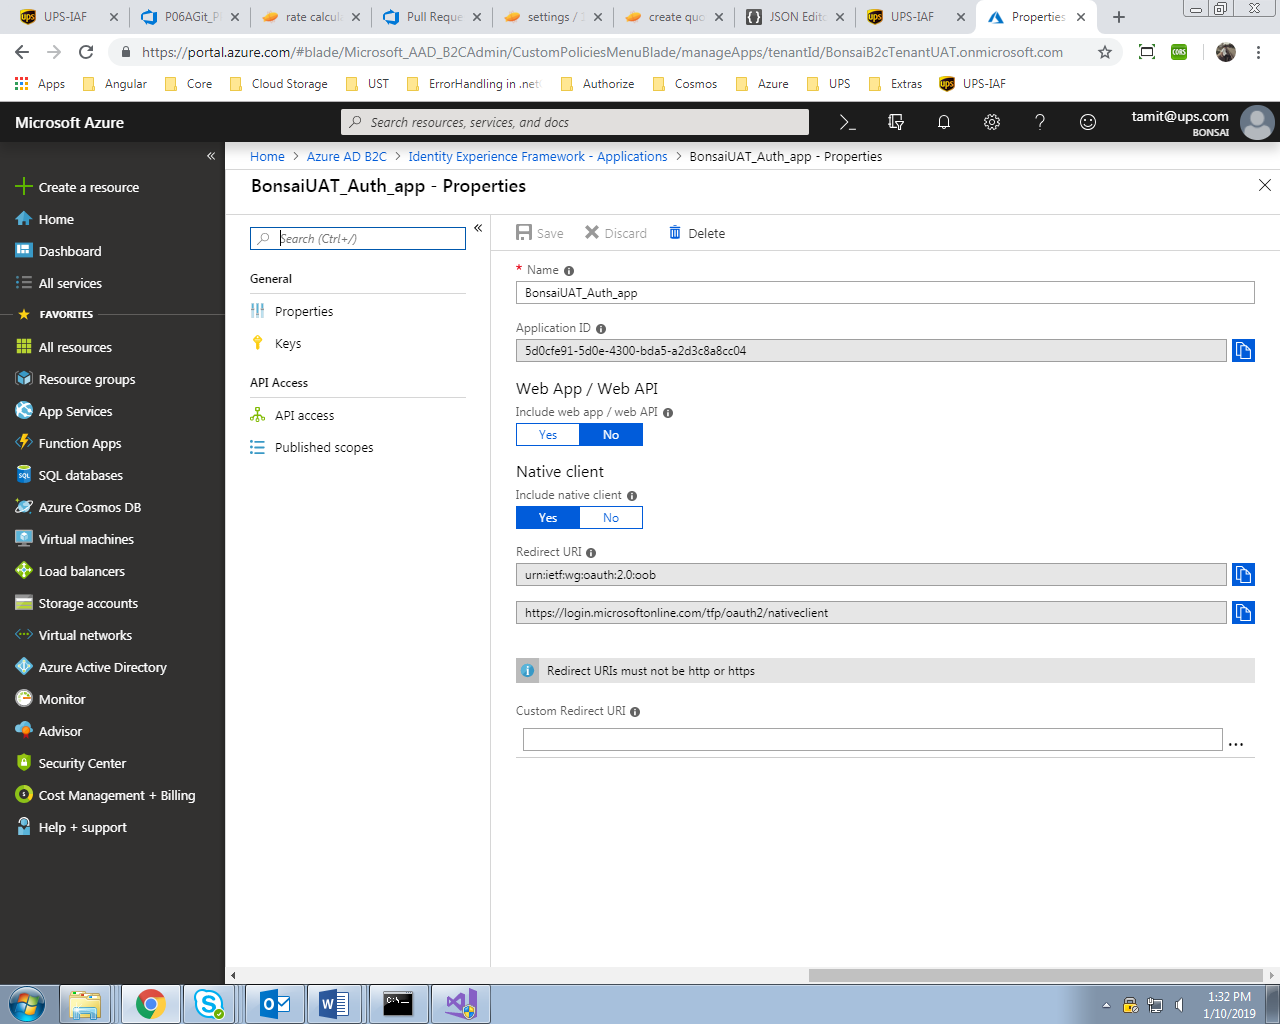 UPS-IAF
P06AGit_Pl
rate calcul
Pull Reque
settings / 1
create quo
JSON Edit
UPS-IAF
Properties
https://portal.azure.com/#blade/Microsoft_AAD_B2CAdmin/CustomPoliciesMenuBlade/manageApps/tenantId/BonsaiB2cTenantUAT.onmicrosoft.com
CORS
Apps
Angular
Core
Cloud Storage
UST
ErrorHandling in .net
Authorize
Cosmos
Azure
UPS
Extras
UPS-IAF
Microsoft Azure
Search resources, services, and docs
tamit@ups.com
BONSAI
Home > Azure AD B2C > Identity Experience Framework - Applications > BonsaiUAT_Auth_app - Properties
BonsaiUAT_Auth_app - Properties
Create a resource
Home
Dashboard
All services
FAVORITES
All resources
Resource groups
App Services
Function Apps
SQL databases
Azure Cosmos DB
Virtual machines
Load balancers
Storage accounts
Virtual networks
Azure Active Directory
Monitor
Advisor
Security Center
Cost Management + Billing
Help + support
Search (Ctrl+/)
General
Properties
Keys
API Access
API access
Published scopes
Save
Discard
Delete
* Name
BonsaiUAT_Auth_app
Application ID
5d0cfe91-5d0e-4300-bda5-a2d3c8a8cc04
Web App / Web API
Include web app / web API
Yes No
Native client
Include native client
Yes No
Redirect URI
urn:ietf:wg:oauth:2.0:oob
https://login.microsoftonline.com/tfp/oauth2/nativeclient
Redirect URIs must not be http or https
Custom Redirect URI
...
1:32 PM
1/10/2019